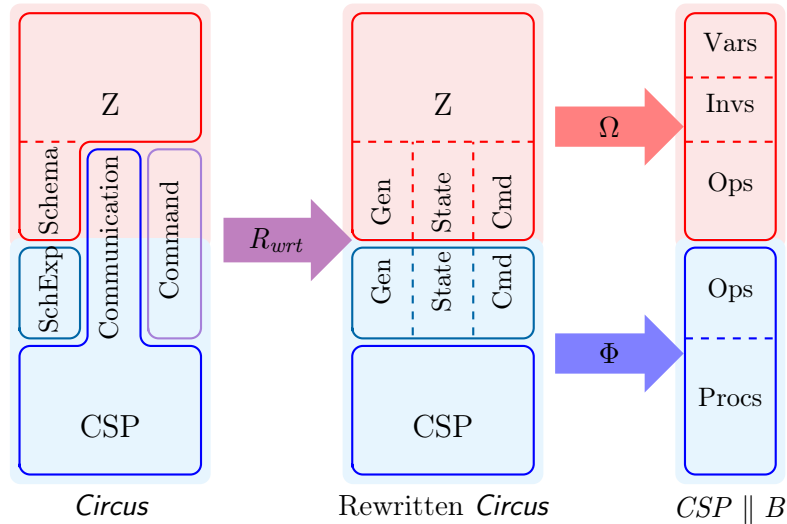 Z
SchExp Schema
Communication
Command
CSP
Circus
R_wrt
Z
Gen
State
Cmd
Gen
State
Cmd
CSP
Rewritten Circus
Ω
Φ
Vars
Invs
Ops
Ops
Procs
CSP ∥ B